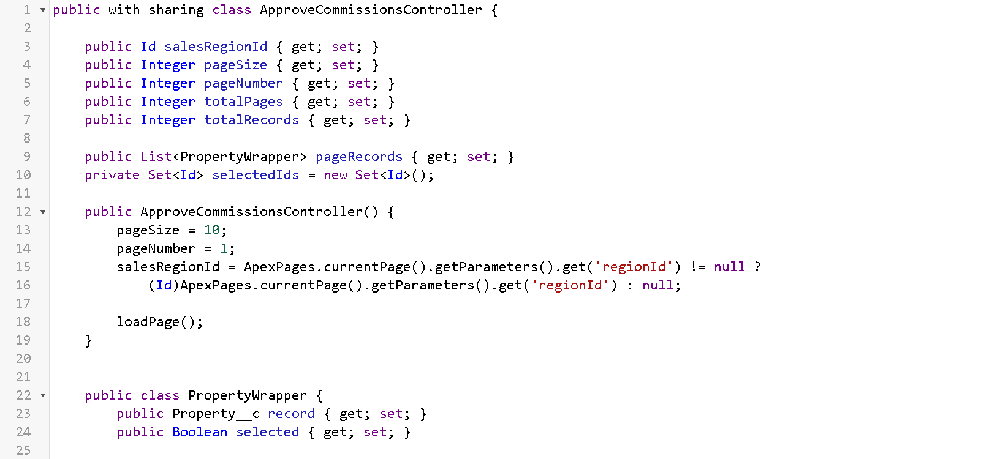 1 public with sharing class ApproveCommissionsController {
2
3     public Id salesRegionId { get; set; }
4     public Integer pageSize { get; set; }
5     public Integer pageNumber { get; set; }
6     public Integer totalPages { get; set; }
7     public Integer totalRecords { get; set; }
8
9     public List<PropertyWrapper> pageRecords { get; set; }
10     private Set<Id> selectedIds = new Set<Id>();
11
12     public ApproveCommissionsController() {
13         pageSize = 10;
14         pageNumber = 1;
15         salesRegionId = ApexPages.currentPage().getParameters().get('regionId') != null ?
16             (Id)ApexPages.currentPage().getParameters().get('regionId') : null;
17
18         loadPage();
19     }
20
21
22     public class PropertyWrapper {
23         public Property__c record { get; set; }
24         public Boolean selected { get; set; }
25